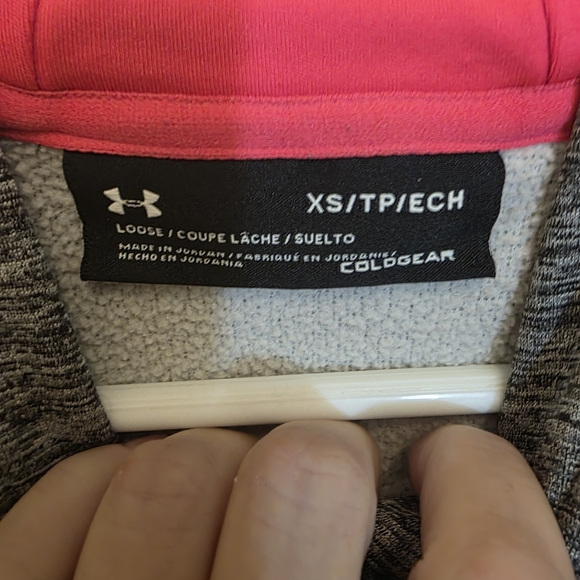 XS/TP/ECH
LOOSE / COUPE LÂCHE / SUELTO
MADE IN JORDAN / FABRIQUÉ EN JORDANIE/
HECHO EN JORDANIA
COLDGEAR